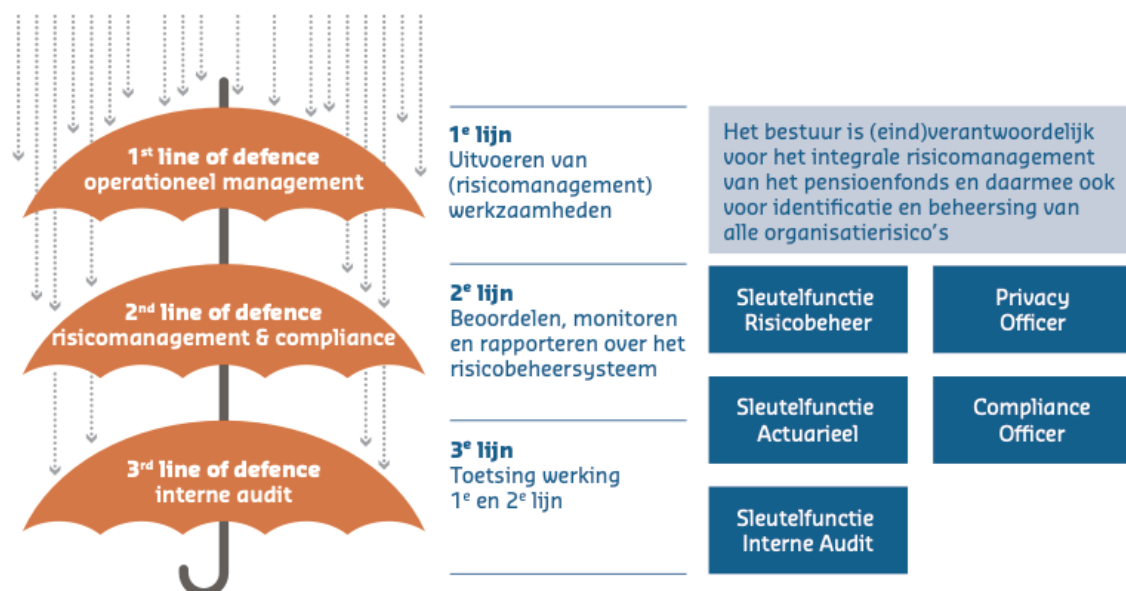 1st line of defence
operationeel management
2nd line of defence
risicomanagement & compliance
3rd line of defence
interne audit
1e lijn
Uitvoeren van
(risicomanagement)
werkzaamheden
2e lijn
Beoordelen, monitoren
en rapporteren over het
risicobeheersysteem
3e lijn
Toetsing werking
1e en 2e lijn
Het bestuur is (eind)verantwoordelijk
voor het integrale risicomanagement
van het pensioenfonds en daarmee ook
voor identificatie en beheersing van
alle organisatierisico's
Sleutelfunctie
Risicobeheer
Privacy
Officer
Sleutelfunctie
Actuarieel
Compliance
Officer
Sleutelfunctie
Interne Audit